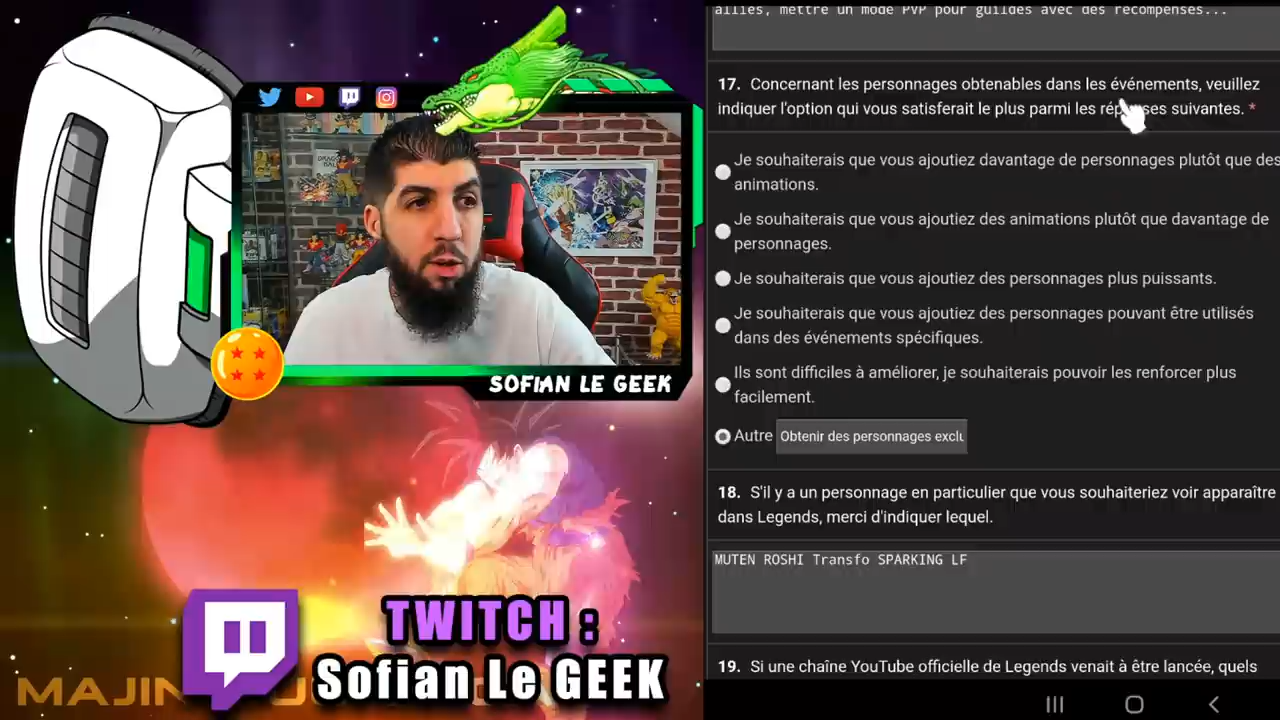 SOFIAN LE GEEK
TWITCH :
Sofian Le GEEK
MAJIN
mettre un mode PVP pour guildes avec des récompenses...
17. Concernant les personnages obtenables dans les événements, veuillez
indiquer l'option qui vous satisferait le plus parmi les réponses suivantes. *
Je souhaiterais que vous ajoutiez davantage de personnages plutôt que des
animations.
Je souhaiterais que vous ajoutiez des animations plutôt que davantage de
personnages.
Je souhaiterais que vous ajoutiez des personnages plus puissants.
Je souhaiterais que vous ajoutiez des personnages pouvant être utilisés
dans des événements spécifiques.
Ils sont difficiles à améliorer, je souhaiterais pouvoir les renforcer plus
facilement.
Autre Obtenir des personnages exclu
18. S'il y a un personnage en particulier que vous souhaiteriez voir apparaître
dans Legends, merci d'indiquer lequel.
MUTEN ROSHI Transfo SPARKING LF
19. Si une chaîne YouTube officielle de Legends venait à être lancée, quels